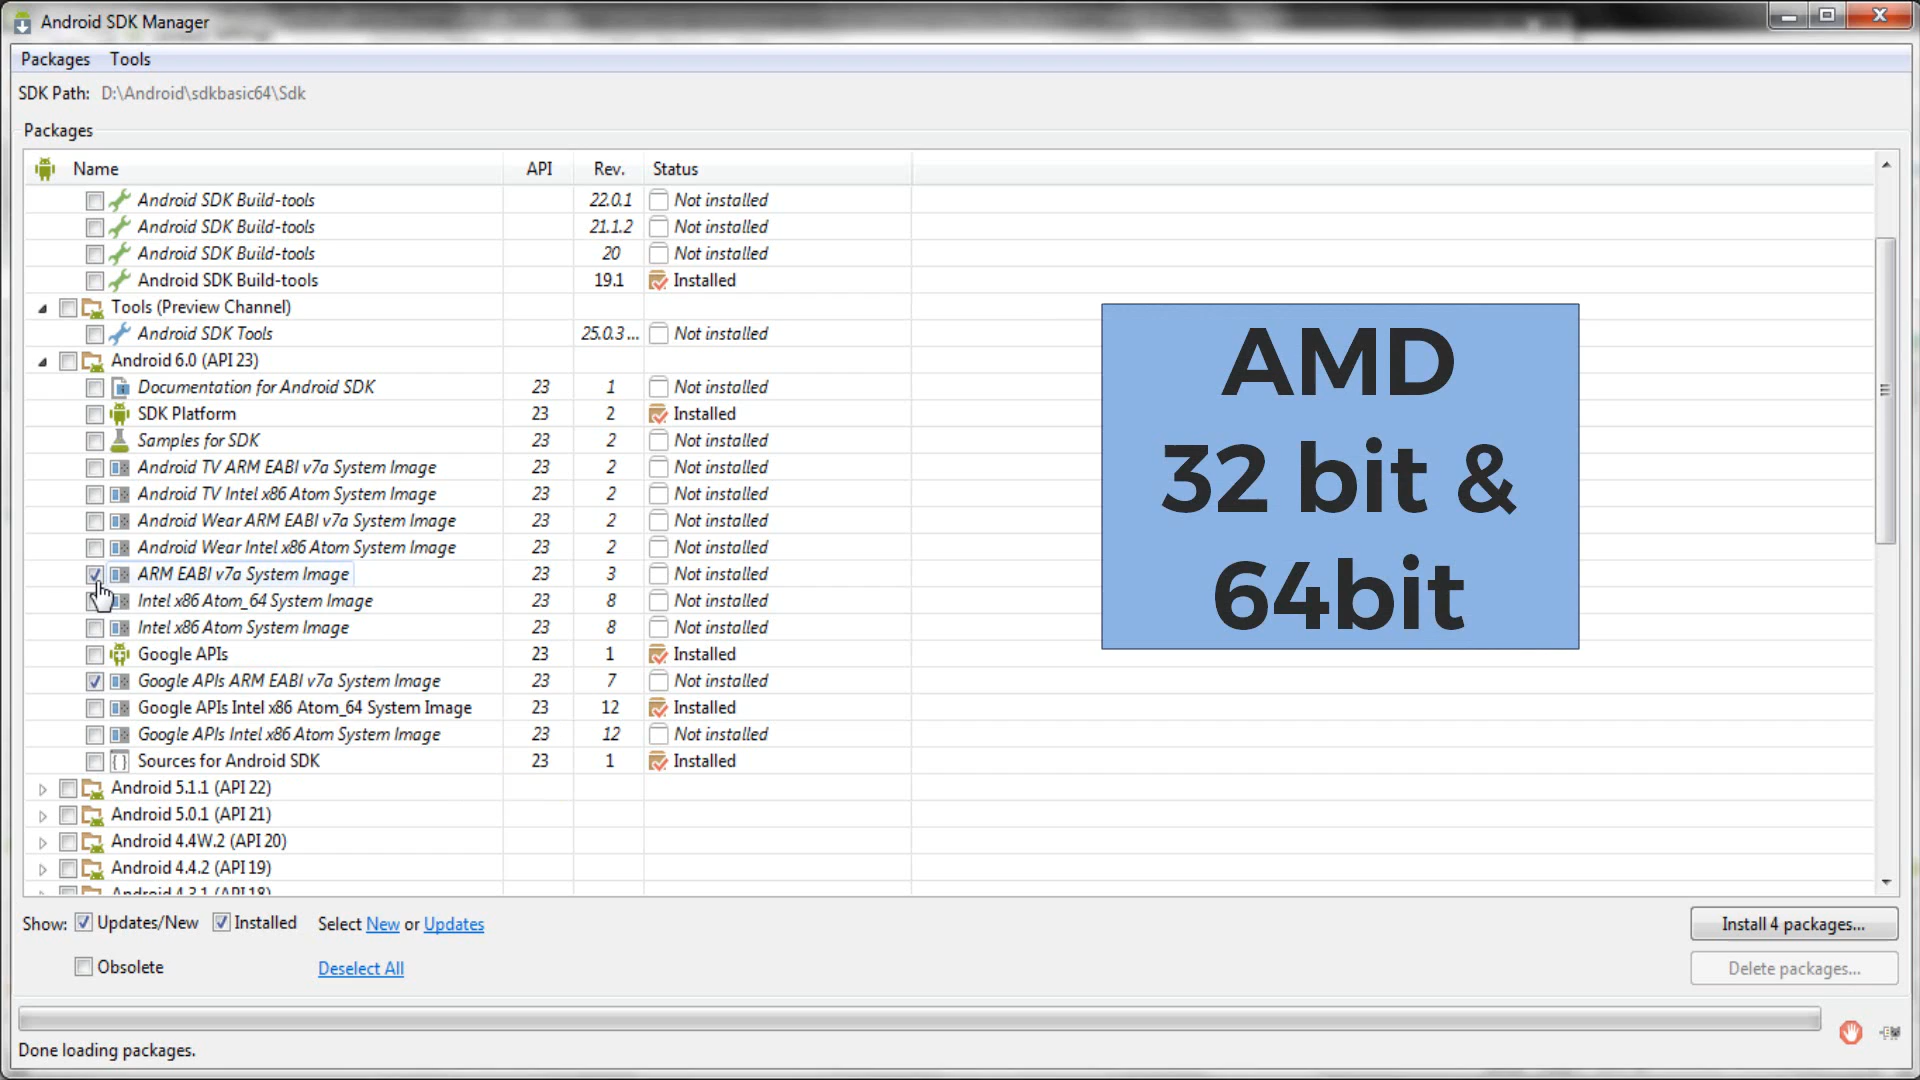 Android SDK Manager
Packages Tools
SDK Path: D:\Android\sdkbasic64\Sdk
Packages
Name API Rev. Status
Android SDK Build-tools 22.0.1 Not installed
Android SDK Build-tools 21.1.2 Not installed
Android SDK Build-tools 20 Not installed
Android SDK Build-tools 19.1 Installed
Tools (Preview Channel)
Android SDK Tools 25.0.3 ... Not installed
Android 6.0 (API 23)
Documentation for Android SDK 23 1 Not installed
SDK Platform 23 2 Installed
Samples for SDK 23 2 Not installed
Android TV ARM EABI v7a System Image 23 2 Not installed
Android TV Intel x86 Atom System Image 23 2 Not installed
Android Wear ARM EABI v7a System Image 23 2 Not installed
Android Wear Intel x86 Atom System Image 23 2 Not installed
ARM EABI v7a System Image 23 3 Not installed
Intel x86 Atom_64 System Image 23 8 Not installed
Intel x86 Atom System Image 23 8 Not installed
Google APIs 23 1 Installed
Google APIs ARM EABI v7a System Image 23 7 Not installed
Google APIs Intel x86 Atom_64 System Image 23 12 Installed
Google APIs Intel x86 Atom System Image 23 12 Not installed
Sources for Android SDK 23 1 Installed
Android 5.1.1 (API 22)
Android 5.0.1 (API 21)
Android 4.4W.2 (API 20)
Android 4.4.2 (API 19)
Android 4.3.1 (API 18)
AMD
32 bit &
64bit
Show: Updates/New Installed Select New or Updates
Install 4 packages...
Obsolete Deselect All
Delete packages...
Done loading packages.